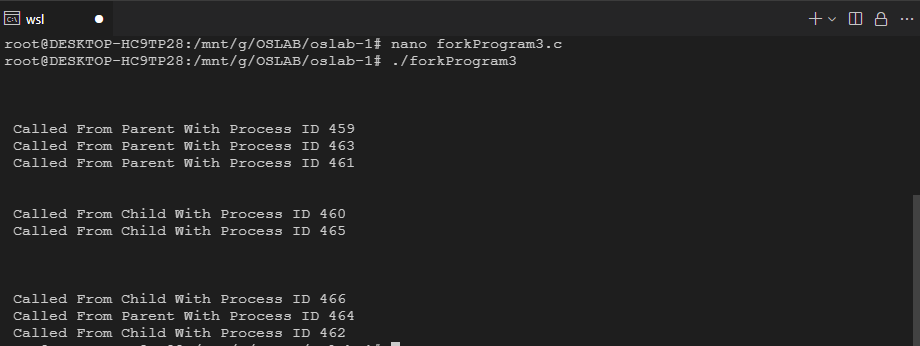 wsl
root@DESKTOP-HC9TP28:/mnt/g/OSLAB/oslab-1# nano forkProgram3.c
root@DESKTOP-HC9TP28:/mnt/g/OSLAB/oslab-1# ./forkProgram3
Called From Parent With Process ID 459
Called From Parent With Process ID 463
Called From Parent With Process ID 461
Called From Child With Process ID 460
Called From Child With Process ID 465
Called From Child With Process ID 466
Called From Parent With Process ID 464
Called From Child With Process ID 462